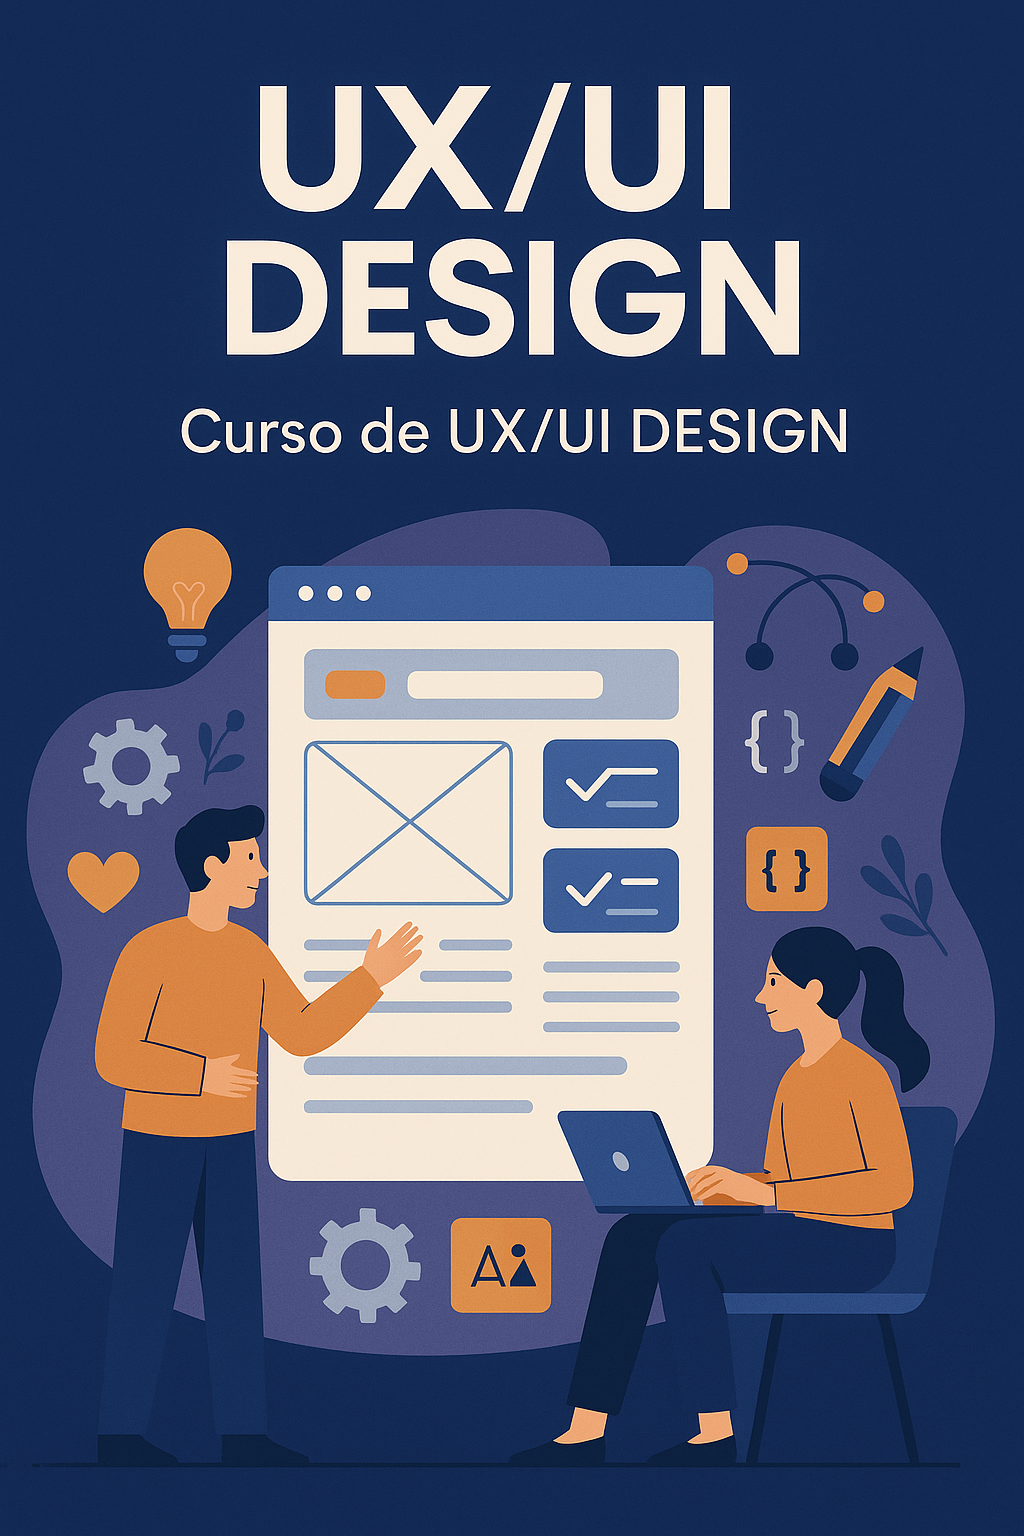 UX/UI
DESIGN
Curso de UX/UI DESIGN
{ }
{ }
A